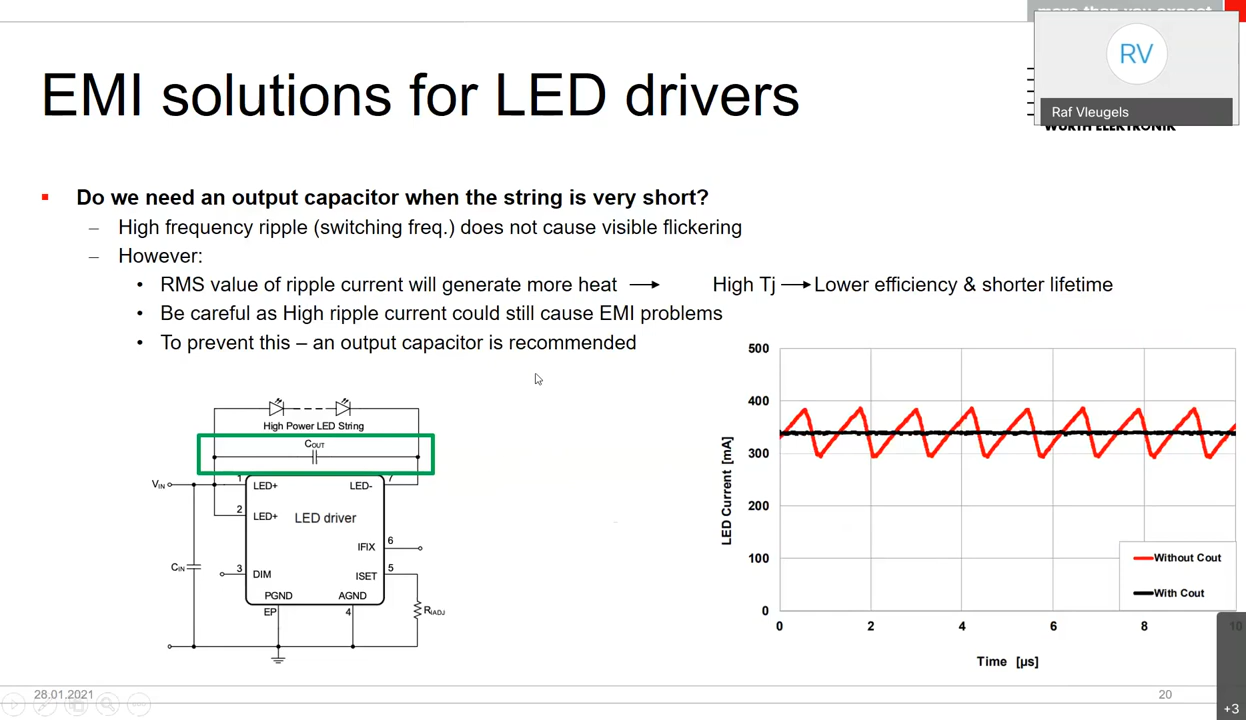 more than you expect
RV
Raf Vleugels
WÜRTH ELEKTRONIK
EMI solutions for LED drivers
Do we need an output capacitor when the string is very short?
– High frequency ripple (switching freq.) does not cause visible flickering
– However:
• RMS value of ripple current will generate more heat → High Tj → Lower efficiency & shorter lifetime
• Be careful as High ripple current could still cause EMI problems
• To prevent this – an output capacitor is recommended
High Power LED String
COUT
VIN
1
LED+
LED-
7
2
LED+
LED driver
IFIX
6
CIN
3
DIM
ISET
5
PGND
AGND
EP
4
RIADJ
500
400
300
200
100
0
LED Current [mA]
Without Cout
With Cout
0 2 4 6 8 10
Time [µs]
28.01.2021
20
+3